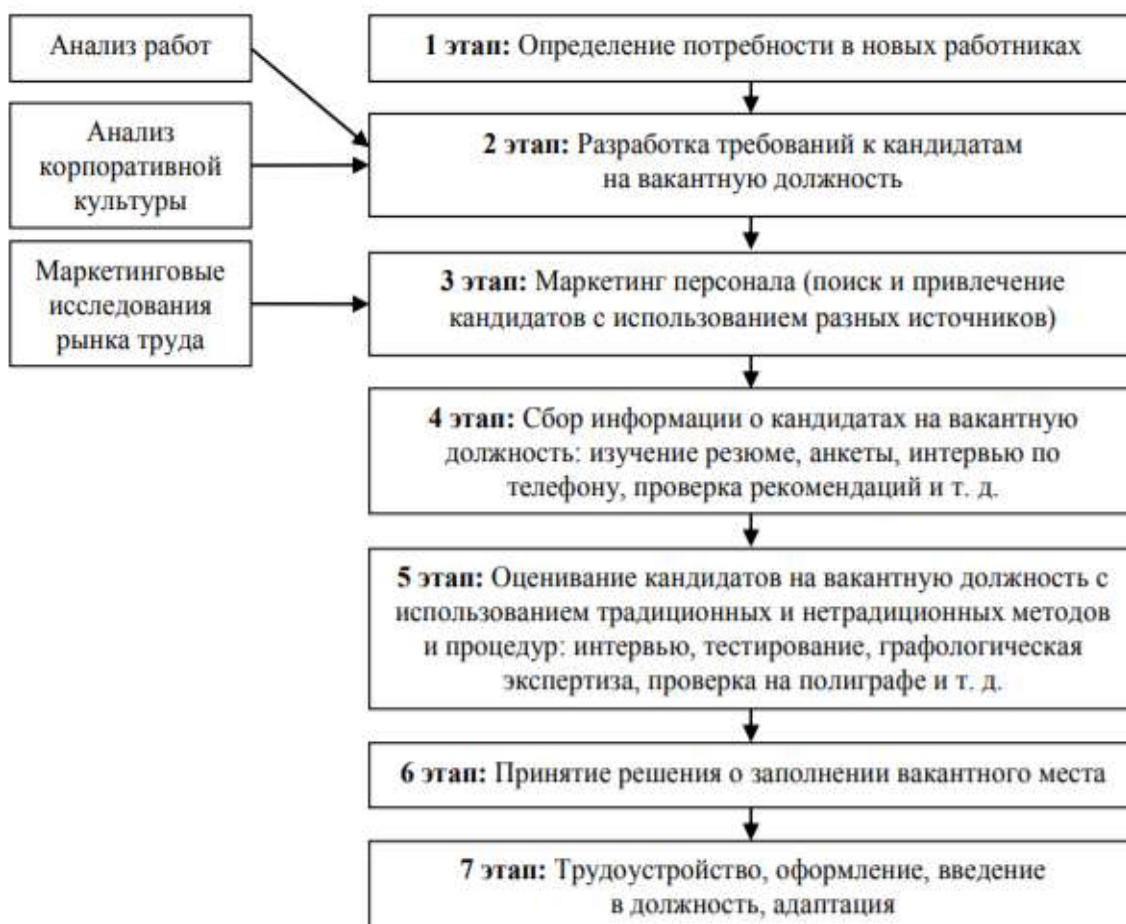 Анализ работ
1 этап: Определение потребности в новых работниках
Анализ
корпоративной
культуры
2 этап: Разработка требований к кандидатам
на вакантную должность
Маркетинговые
исследования
рынка труда
3 этап: Маркетинг персонала (поиск и привлечение
кандидатов с использованием разных источников)
4 этап: Сбор информации о кандидатах на вакантную
должность: изучение резюме, анкеты, интервью по
телефону, проверка рекомендаций и т. д.
5 этап: Оценивание кандидатов на вакантную должность с
использованием традиционных и нетрадиционных методов
и процедур: интервью, тестирование, графологическая
экспертиза, проверка на полиграфе и т. д.
6 этап: Принятие решения о заполнении вакантного места
7 этап: Трудоустройство, оформление, введение
в должность, адаптация